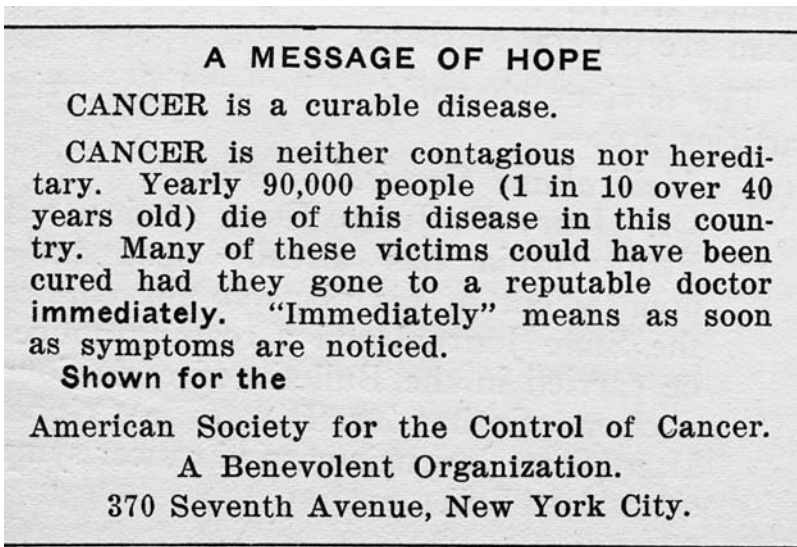 A MESSAGE OF HOPE
CANCER is a curable disease.
CANCER is neither contagious nor heredi-
tary. Yearly 90,000 people (1 in 10 over 40
years old) die of this disease in this coun-
try. Many of these victims could have been
cured had they gone to a reputable doctor
immediately. "Immediately" means as soon
as symptoms are noticed.
Shown for the
American Society for the Control of Cancer.
A Benevolent Organization.
370 Seventh Avenue, New York City.